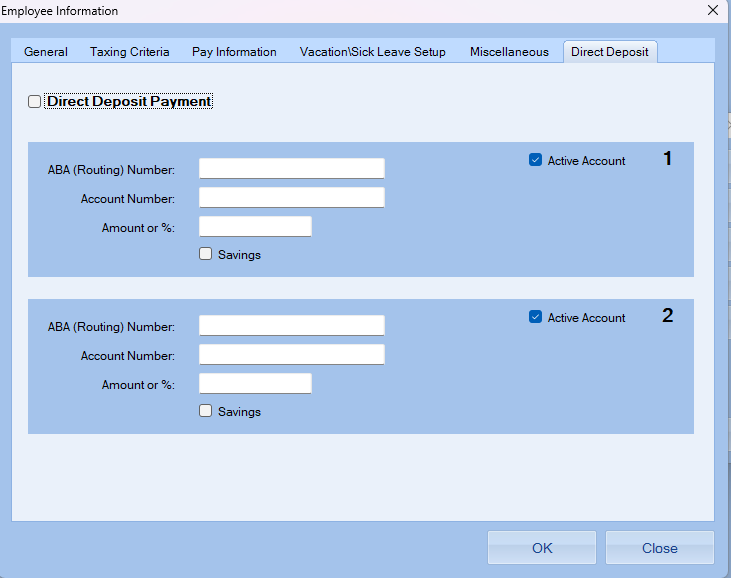 Employee Information
General Taxing Criteria Pay Information Vacation\Sick Leave Setup Miscellaneous Direct Deposit
Direct Deposit Payment
Active Account 1
ABA (Routing) Number:
Account Number:
Amount or %:
Savings
Active Account 2
ABA (Routing) Number:
Account Number:
Amount or %:
Savings
OK Close